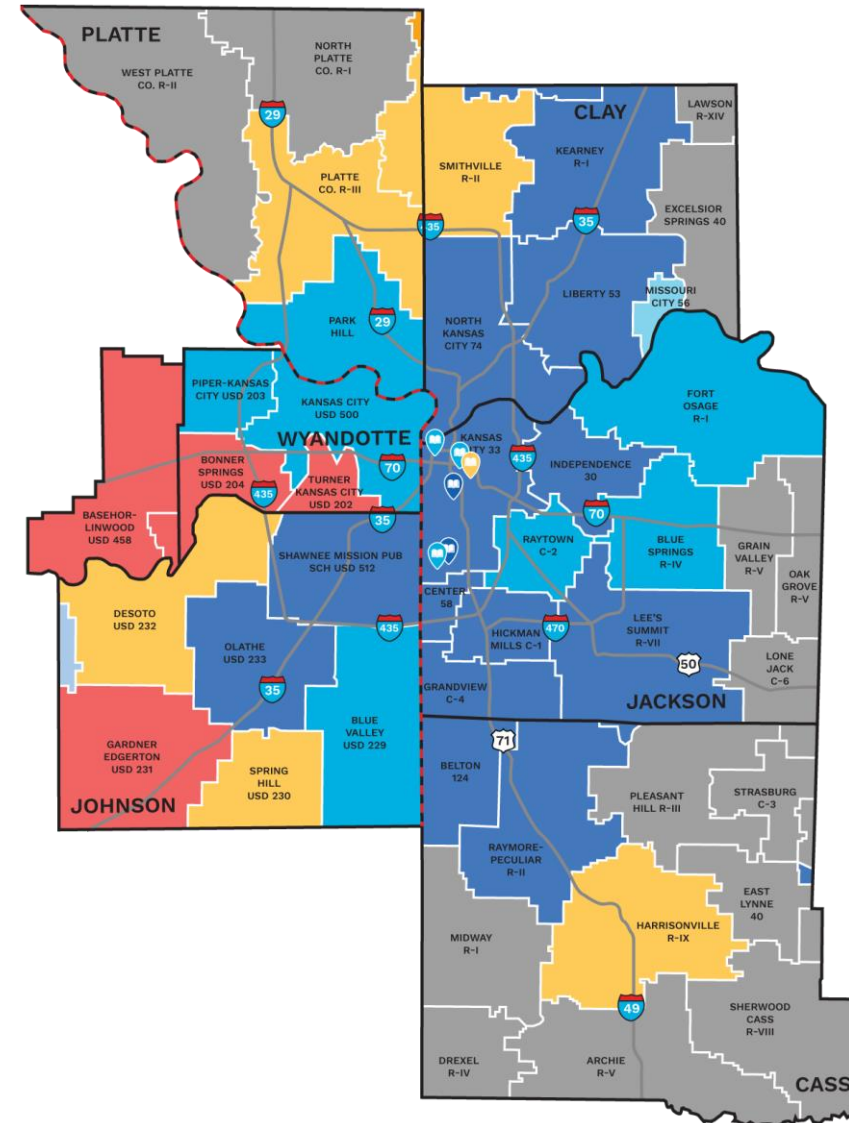 PLATTE
WEST PLATTE
CO. R-II
NORTH
PLATTE
CO. R-I
29
PLATTE
CO. R-III
SMITHVILLE
R-II
CLAY
KEARNEY
R-I
LAWSON
R-XIV
EXCELSIOR
SPRINGS 40
435
35
LIBERTY 53
MISSOURI
CITY 56
NORTH
KANSAS
CITY 74
PARK
HILL
29
PIPER-KANSAS
CITY USD 203
KANSAS CITY
USD 500
WYANDOTTE
BONNER
SPRINGS
USD 204
TURNER
KANSAS CITY
USD 202
70
435
35
BASEHOR-
LINWOOD
USD 458
FORT
OSAGE
R-I
KANSAS
CITY 33
435
INDEPENDENCE
30
70
RAYTOWN
C-2
BLUE
SPRINGS
R-IV
GRAIN
VALLEY
R-V
OAK
GROVE
R-V
SHAWNEE MISSION PUB
SCH USD 512
DESOTO
USD 232
OLATHE
USD 233
435
35
CENTER
58
HICKMAN
MILLS C-1
470
LEE'S
SUMMIT
R-VII
50
LONE
JACK
C-6
GRANDVIEW
C-4
JACKSON
GARDNER
EDGERTON
USD 231
SPRING
HILL
USD 230
BLUE
VALLEY
USD 229
JOHNSON
71
BELTON
124
PLEASANT
HILL R-III
STRASBURG
C-3
RAYMORE-
PECULIAR
R-II
EAST
LYNNE
40
MIDWAY
R-I
HARRISONVILLE
R-IX
49
SHERWOOD
CASS
R-VIII
DREXEL
R-IV
ARCHIE
R-V
CASS